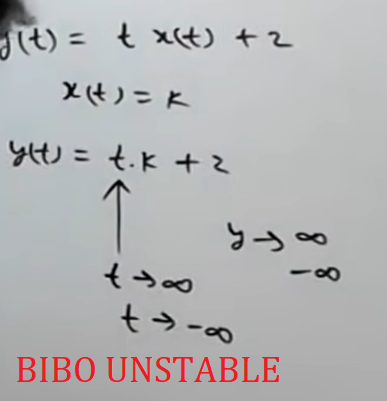 y(t) = t x(t) + 2
x(t) = k
y(t) = t.k + 2
y → ∞
-∞
t → ∞
t → -∞
BIBO UNSTABLE